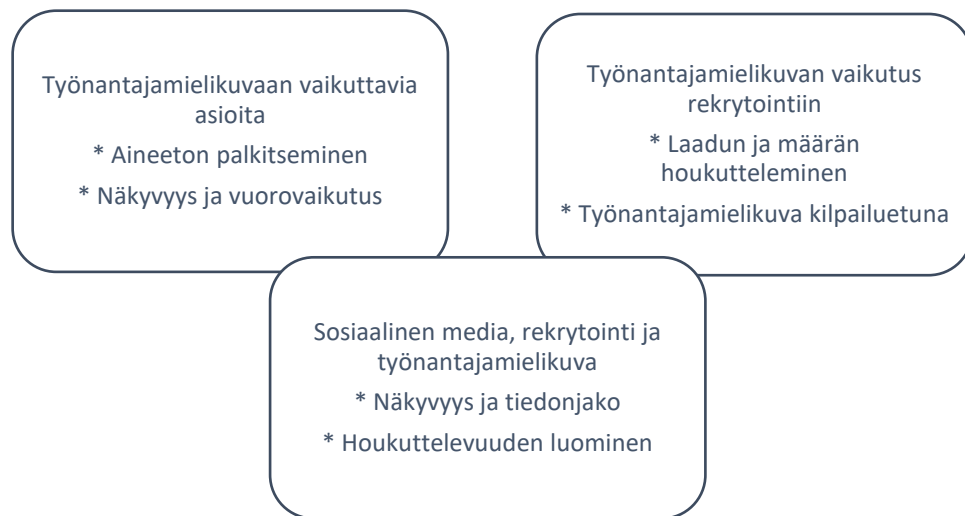 Työnantajamielikuvaan vaikuttavia
asioita
* Aineeton palkitseminen
* Näkyvyys ja vuorovaikutus
Työnantajamielikuvan vaikutus
rekrytointiin
* Laadun ja määrän
houkutteleminen
* Työnantajamielikuva kilpailuetuna
Sosiaalinen media, rekrytointi ja
työnantajamielikuva
* Näkyvyys ja tiedonjako
* Houkuttelevuuden luominen